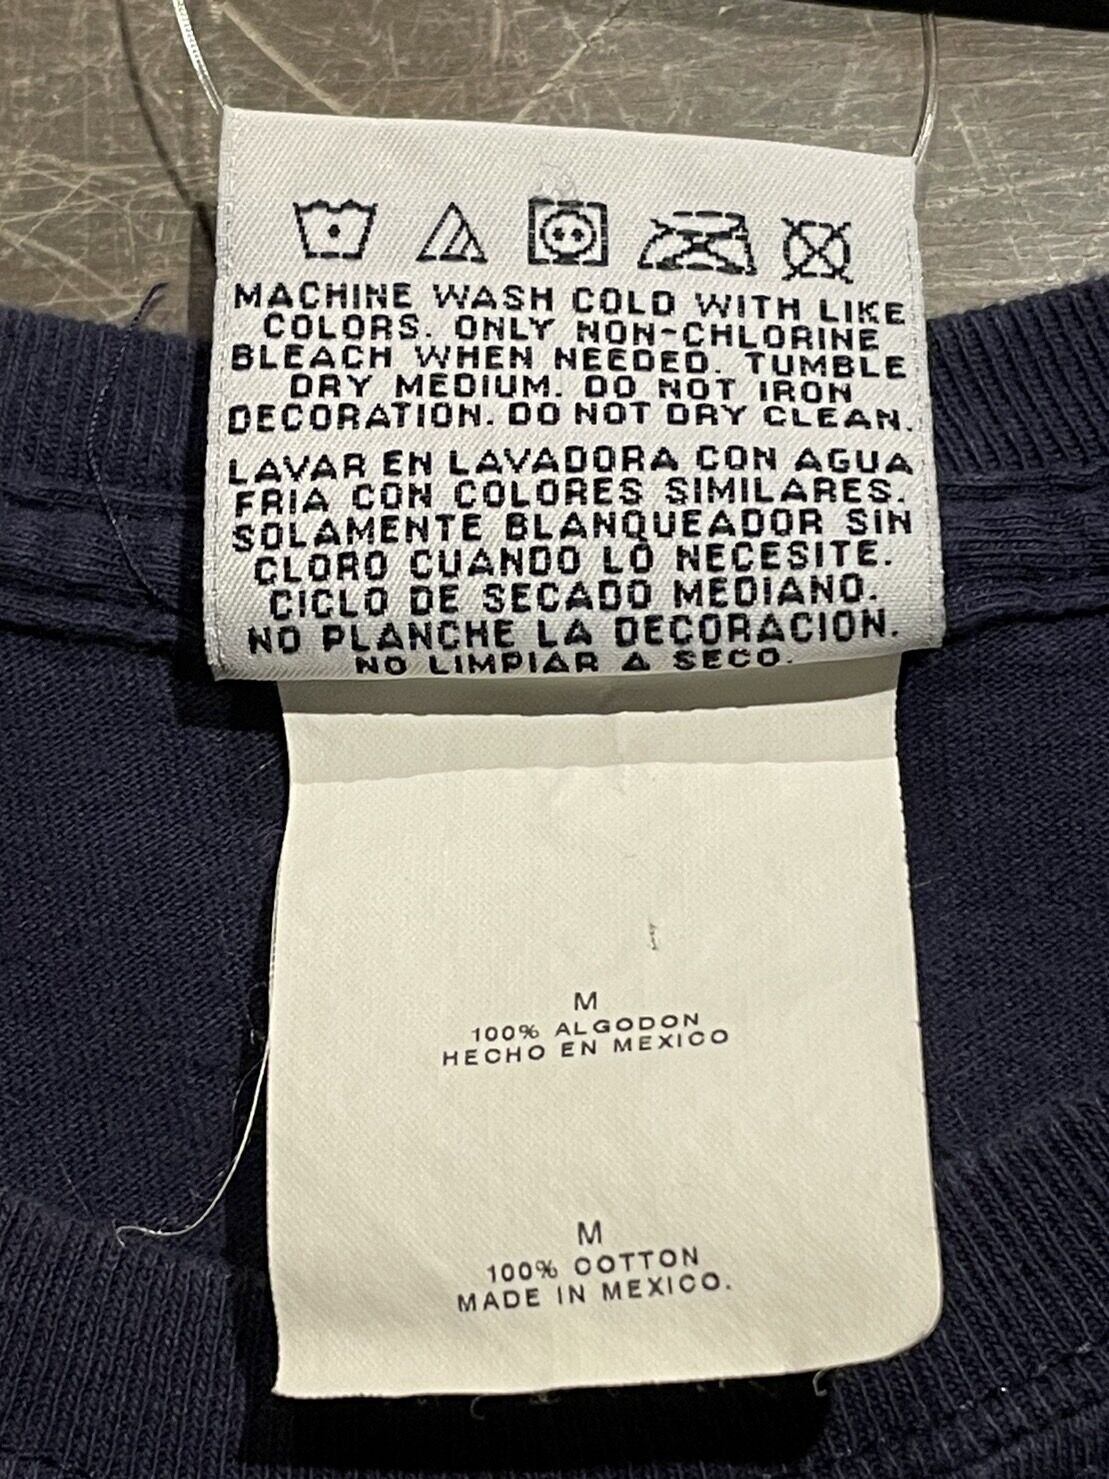 MACHINE WASH COLD WITH LIKE
COLORS. ONLY NON-CHLORINE
BLEACH WHEN NEEDED. TUMBLE
DRY MEDIUM. DO NOT IRON
DECORATION. DO NOT DRY CLEAN.
LAVAR EN LAVADORA CON AGUA
FRIA CON COLORES SIMILARES.
SOLAMENTE BLANQUEADOR SIN
CLORO CUANDO LO NECESITE.
CICLO DE SECADO MEDIANO.
NO PLANCHE LA DECORACION.
NO LIMPIAR A SECO.
M
100% ALGODON
HECHO EN MEXICO
M
100% COTTON
MADE IN MEXICO.